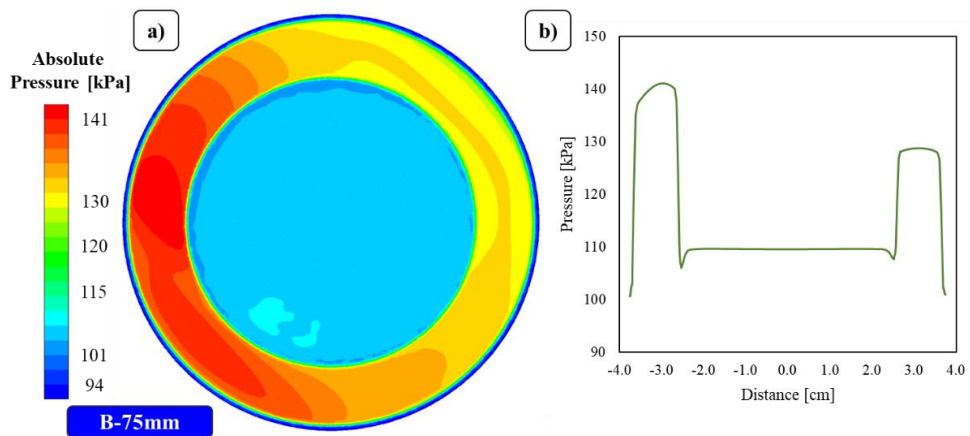 a)
Absolute
Pressure [kPa]
141
130
120
115
101
94
B-75mm
b)
150
140
130
120
110
100
90
Pressure [kPa]
-4.0 -3.0 -2.0 -1.0 0.0 1.0 2.0 3.0 4.0
Distance [cm]